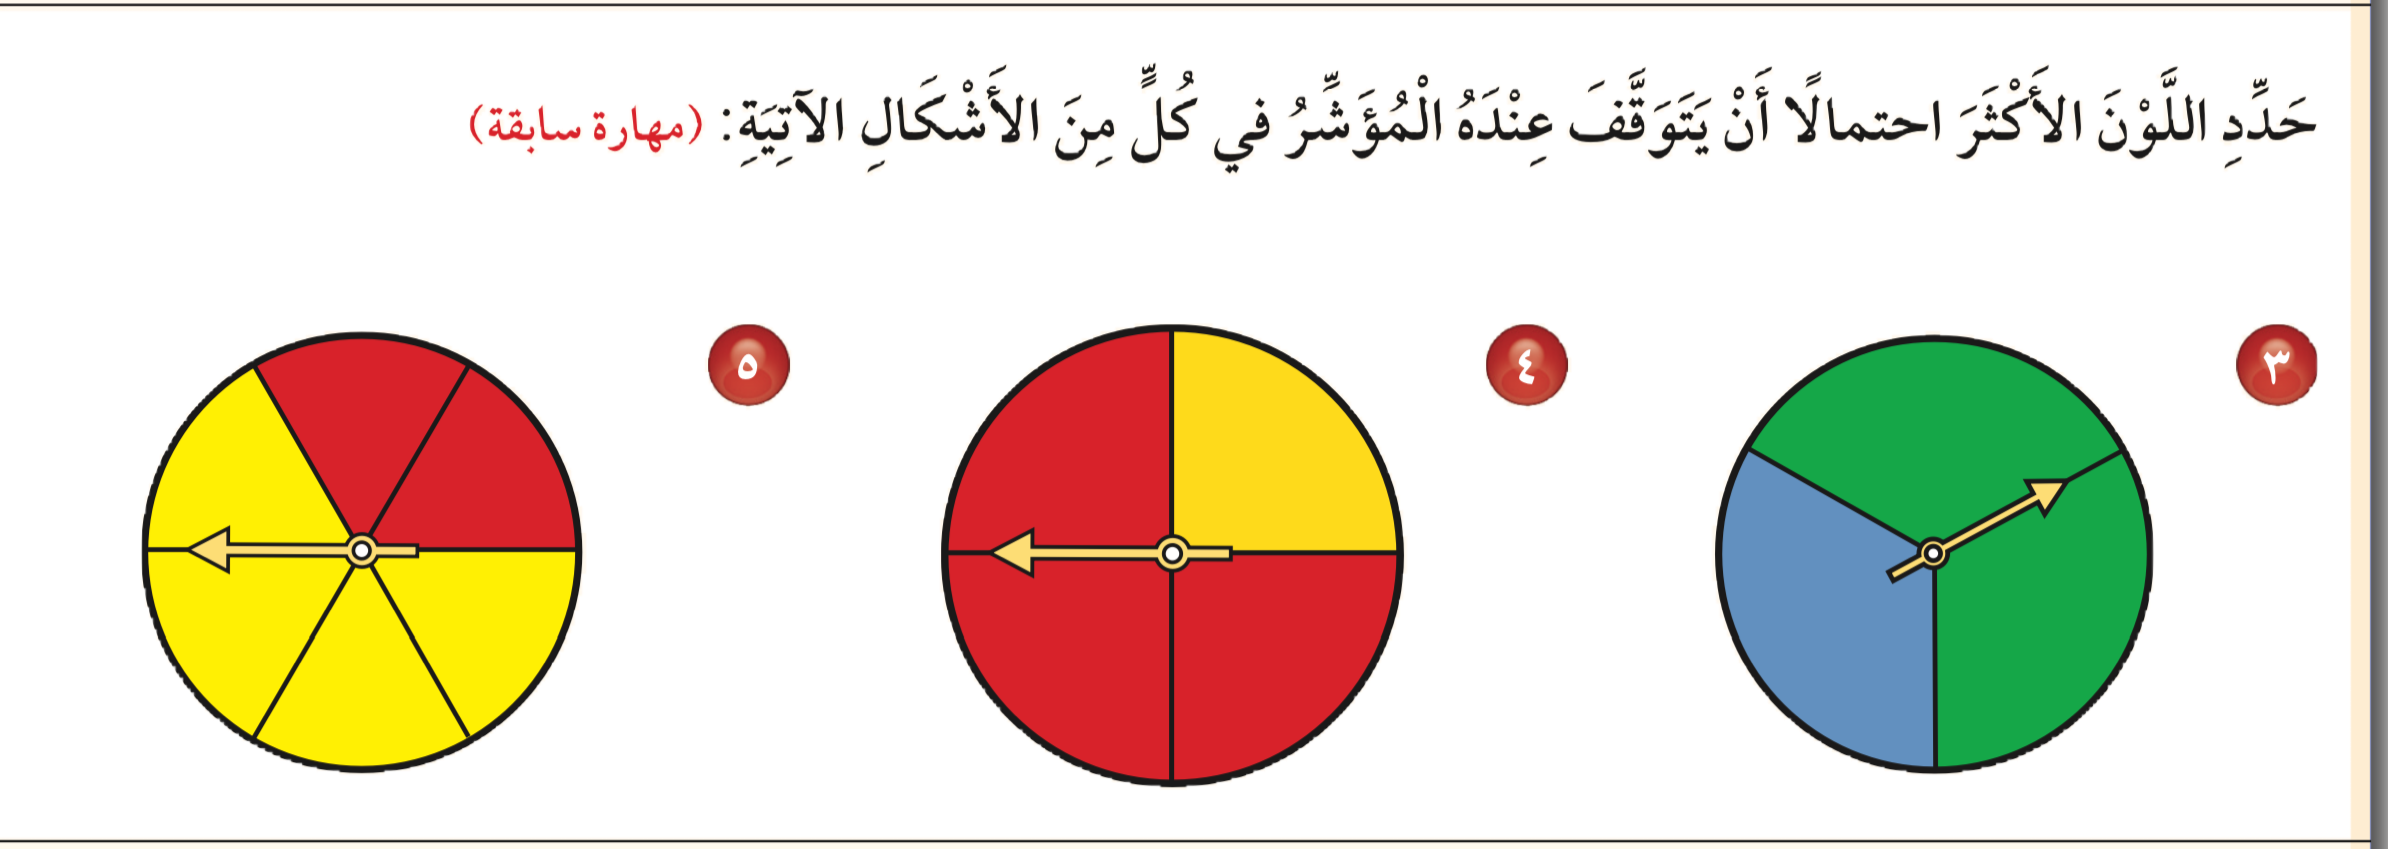 حَدِّدِ اللَّوْنَ الأَكْثَرَ احتمالًا أَنْ يَتَوَقَّفَ عِنْدَهُ الْمُؤَشِّرُ في كُلٍّ مِنَ الأَشْكَالِ الآتِيَةِ: (مهارة سابقة)
٣ ٤ ٥